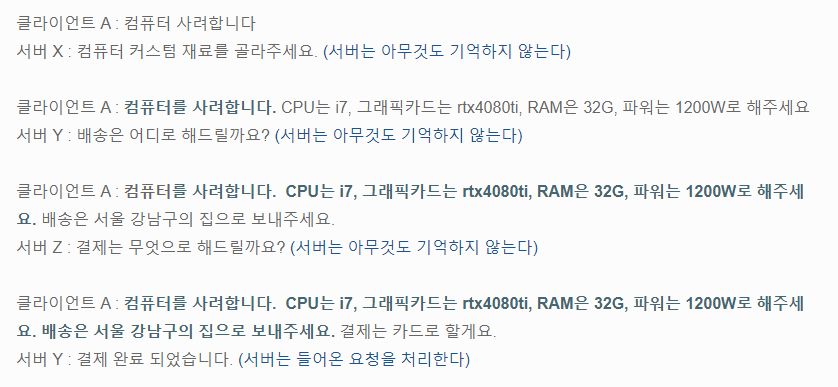 클라이언트 A : 컴퓨터 사려합니다
서버 X : 컴퓨터 커스텀 재료를 골라주세요. (서버는 아무것도 기억하지 않는다)
클라이언트 A : 컴퓨터를 사려합니다. CPU는 i7, 그래픽카드는 rtx4080ti, RAM은 32G, 파워는 1200W로 해주세요
서버 Y : 배송은 어디로 해드릴까요? (서버는 아무것도 기억하지 않는다)
클라이언트 A : 컴퓨터를 사려합니다.  CPU는 i7, 그래픽카드는 rtx4080ti, RAM은 32G, 파워는 1200W로 해주세
요. 배송은 서울 강남구의 집으로 보내주세요.
서버 Z : 결제는 무엇으로 해드릴까요? (서버는 아무것도 기억하지 않는다)
클라이언트 A : 컴퓨터를 사려합니다.  CPU는 i7, 그래픽카드는 rtx4080ti, RAM은 32G, 파워는 1200W로 해주세
요. 배송은 서울 강남구의 집으로 보내주세요. 결제는 카드로 할게요.
서버 Y : 결제 완료 되었습니다. (서버는 들어온 요청을 처리한다)